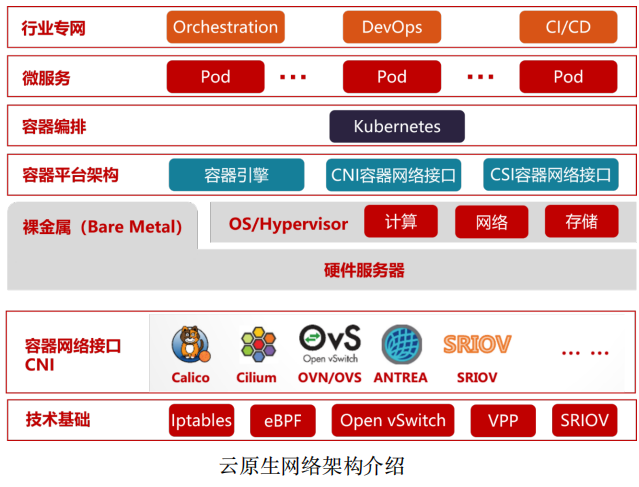 行业专网 Orchestration DevOps CI/CD
微服务 Pod ··· Pod ··· Pod
容器编排 Kubernetes
容器平台架构 容器引擎 CNI容器网络接口 CSI容器网络接口
裸金属（Bare Metal） OS/Hypervisor 计算 网络 存储
硬件服务器
容器网络接口
CNI
OvS SRIOV
Open vSwitch
Calico Cilium OVN/OVS ANTREA SRIOV ··· ···
技术基础 Iptables eBPF Open vSwitch VPP SRIOV
云原生网络架构介绍